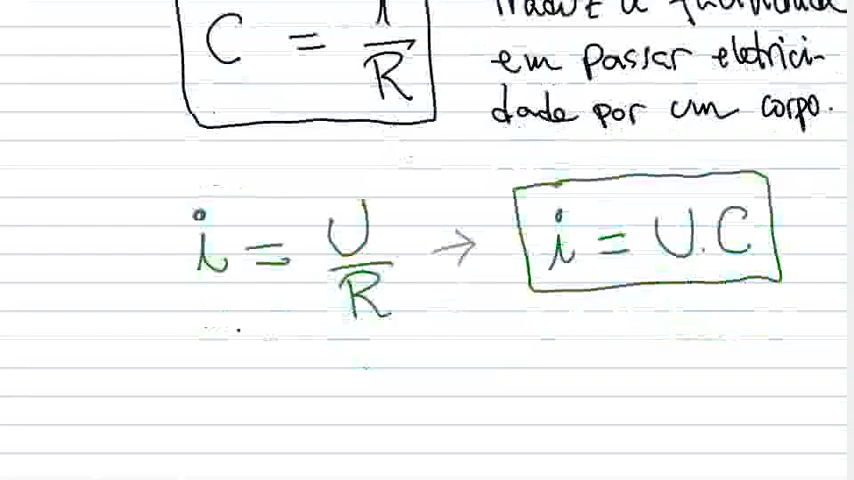 C = 1/R
em passar eletrici-
dade por um corpo.
i = U/R → i = U.C